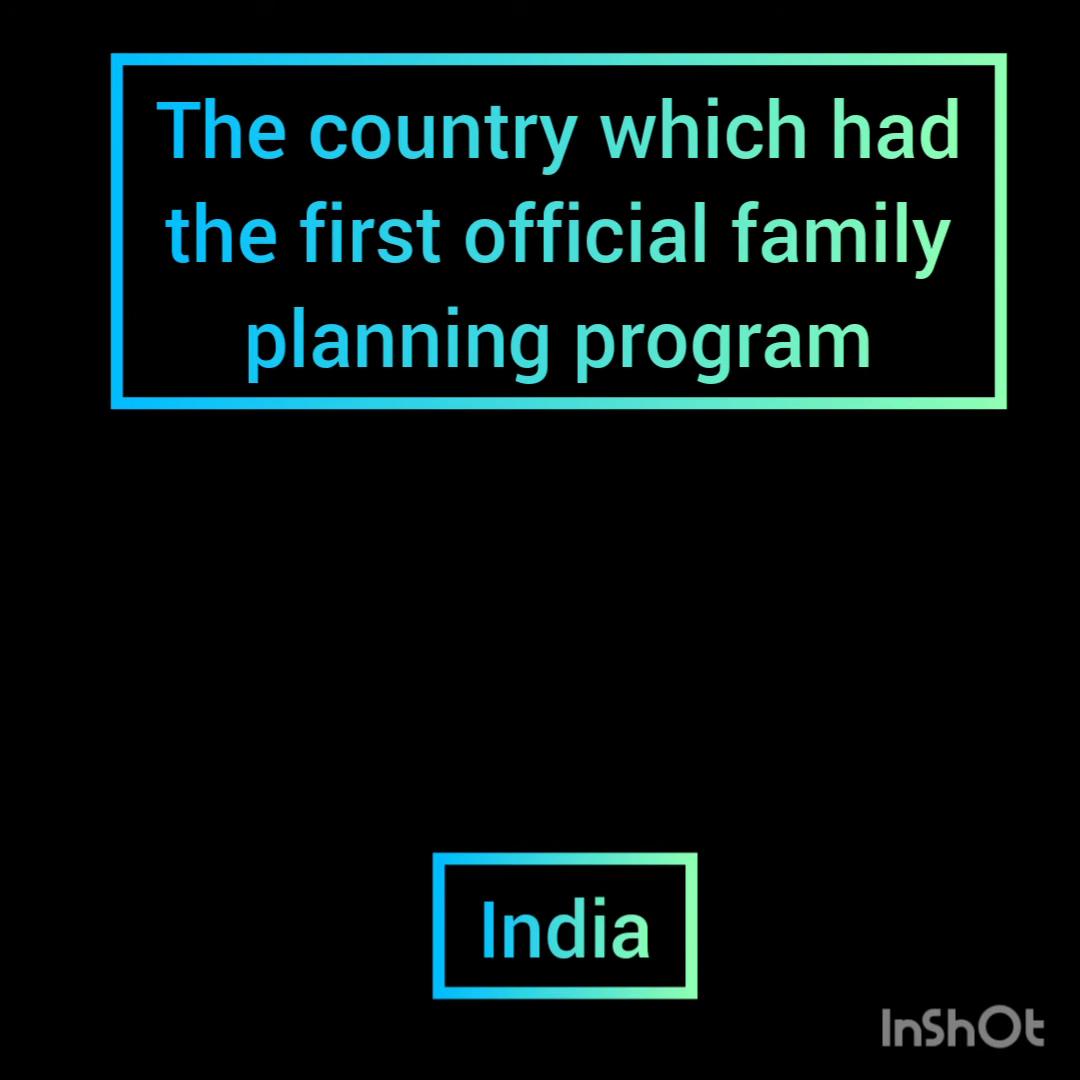 The country which had
the first official family
planning program
India
InShOt